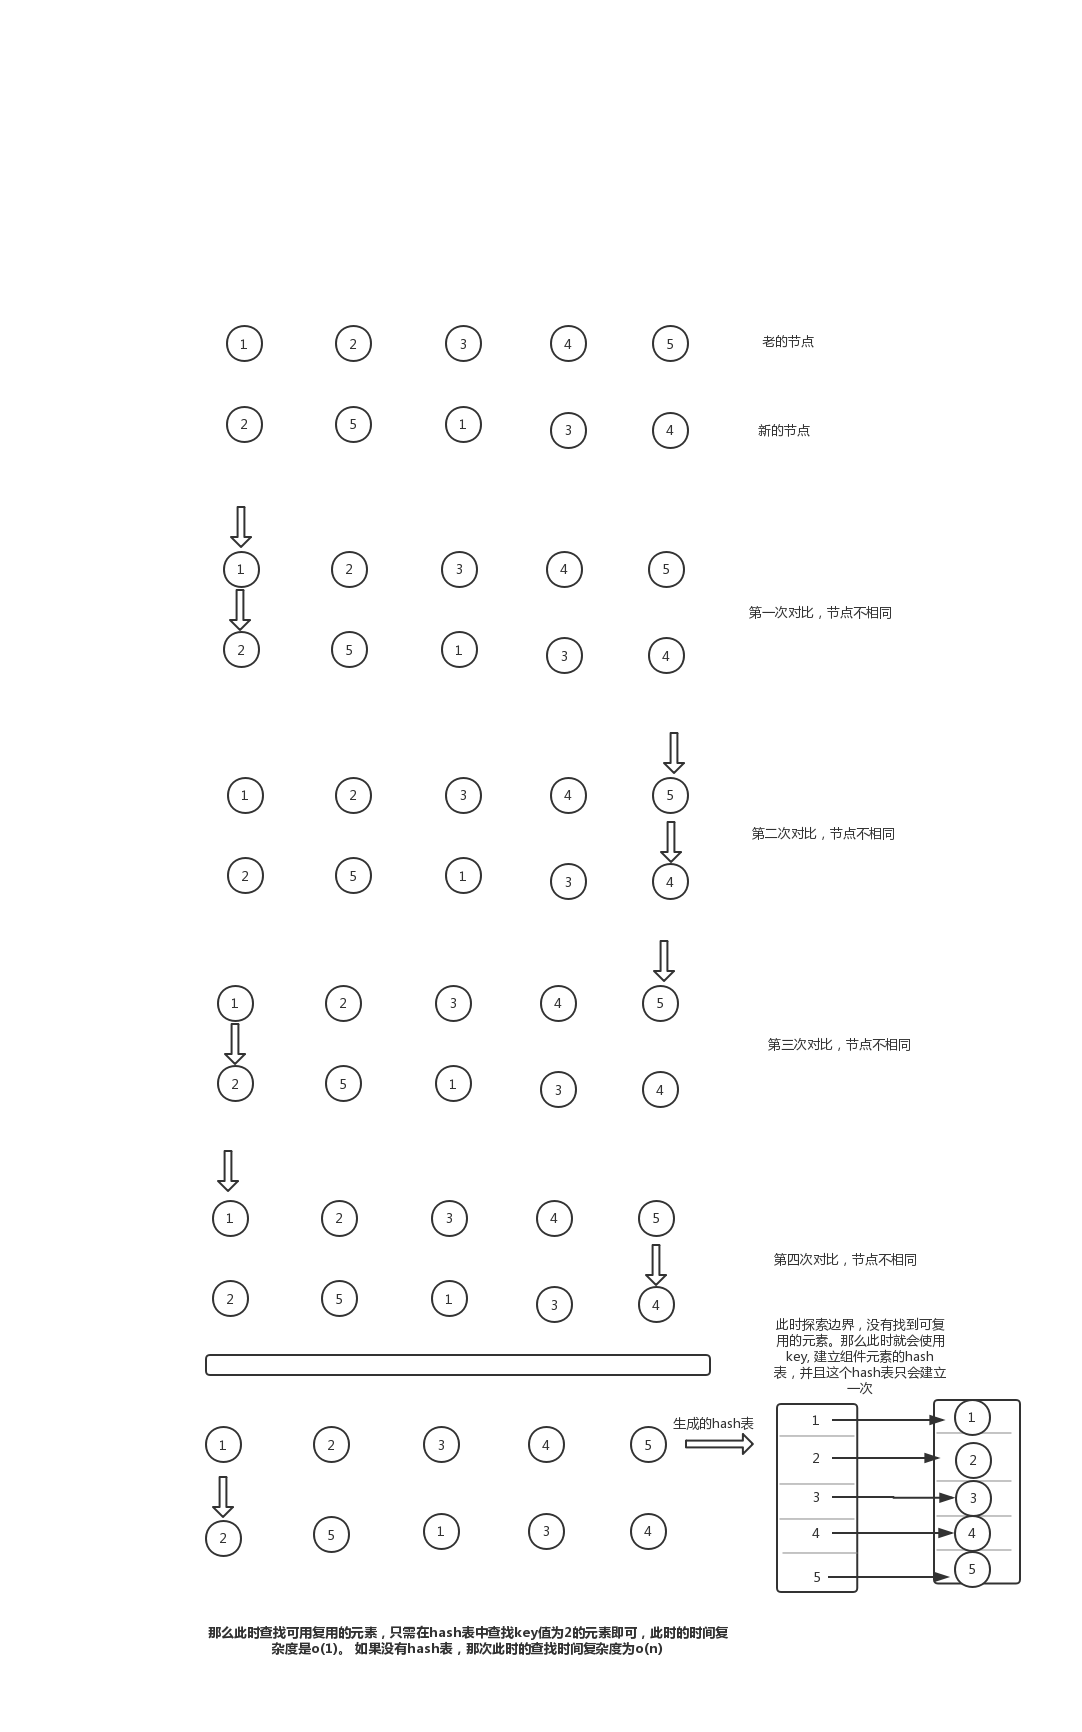 1 2 3 4 5 老的节点
2 5 1 3 4 新的节点
1 2 3 4 5
第一次对比，节点不相同
2 5 1 3 4
1 2 3 4 5
第二次对比，节点不相同
2 5 1 3 4
1 2 3 4 5
第三次对比，节点不相同
2 5 1 3 4
1 2 3 4 5
第四次对比，节点不相同
2 5 1 3 4
此时探索边界，没有找到可复
用的元素。那么此时就会使用
key, 建立组件元素的hash
表，并且这个hash表只会建立
一次
1 2 3 4 5
生成的hash表
1 1
2 2
3 3
4 4
5 5
2 5 1 3 4
那么此时查找可用复用的元素，只需在hash表中查找key值为2的元素即可，此时的时间复
杂度是o(1)。 如果没有hash表，那次此时的查找时间复杂度为o(n)